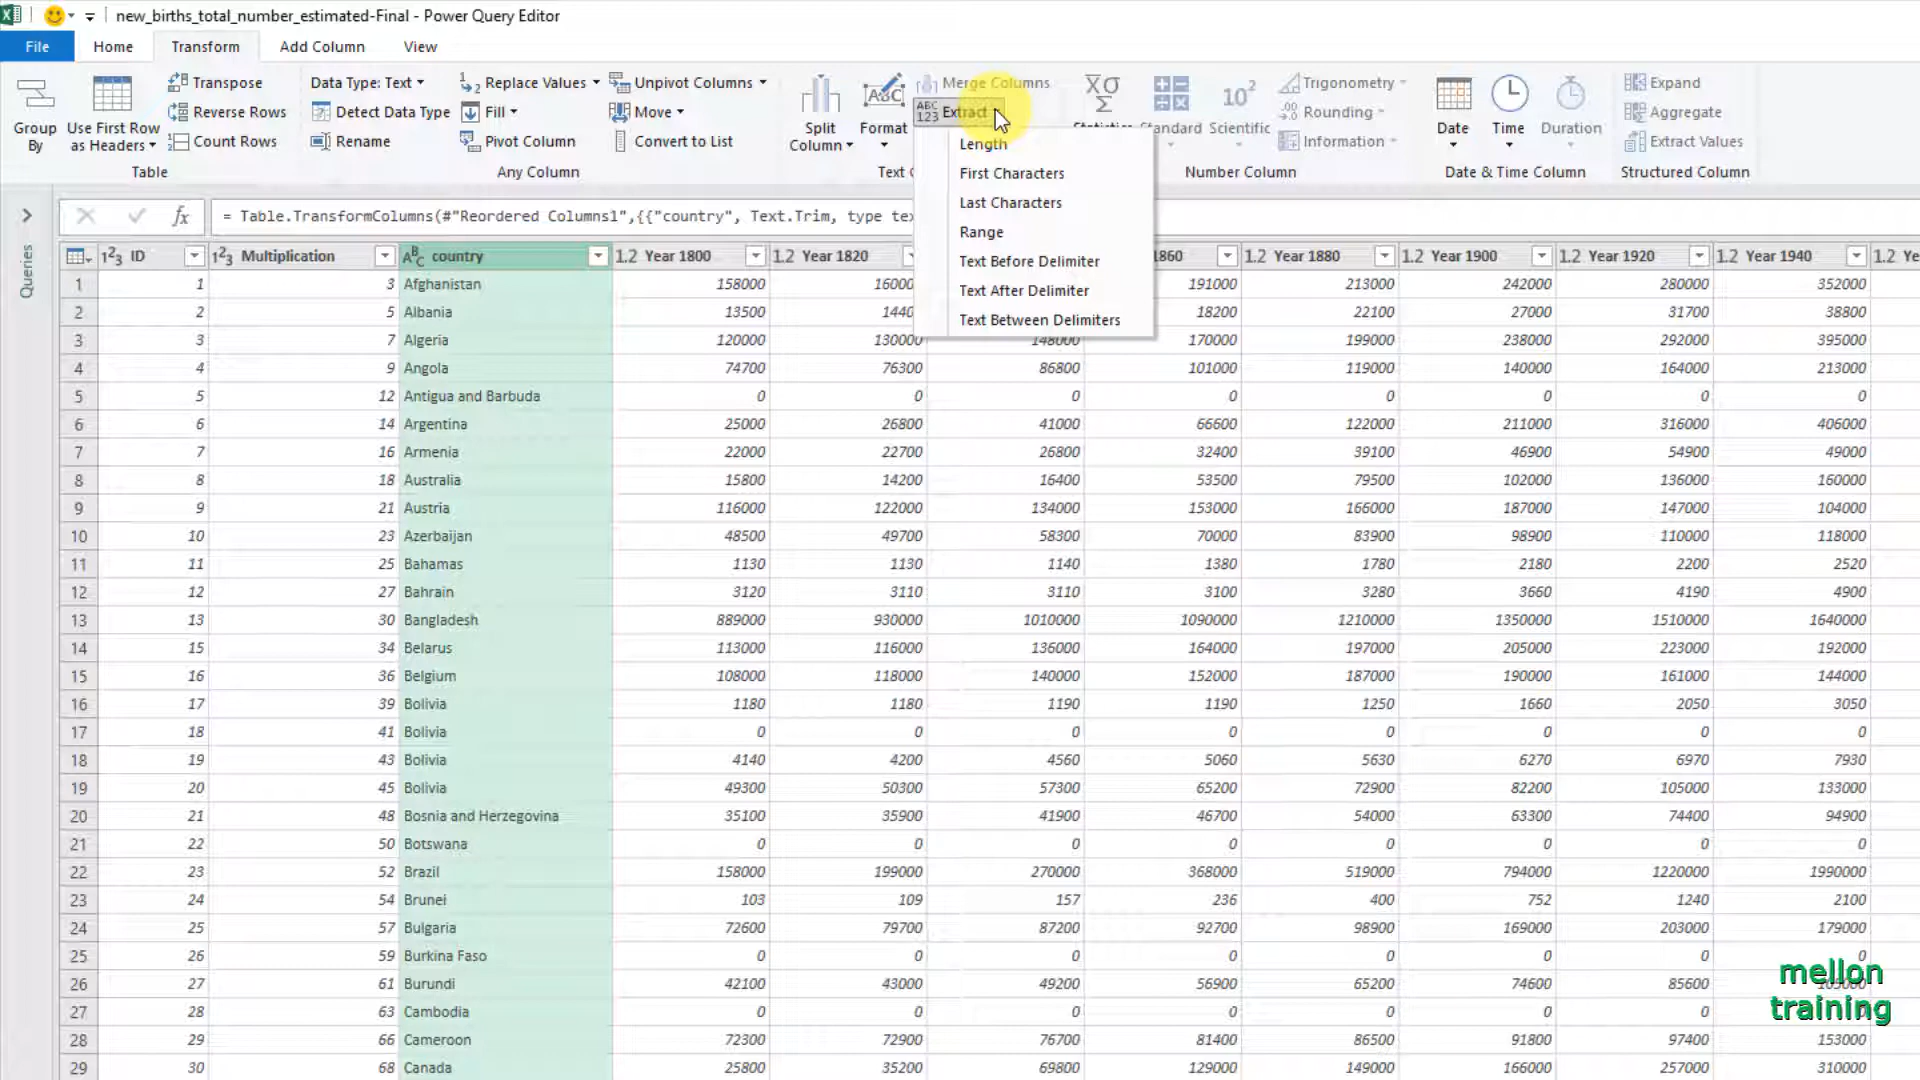 new_births_total_number_estimated-Final - Power Query Editor
File Home Transform Add Column View
Group By
Use First Row as Headers
Transpose
Reverse Rows
Count Rows
Table
Data Type: Text
Detect Data Type
Rename
Replace Values
Fill
Pivot Column
Unpivot Columns
Move
Convert to List
Any Column
Split Column
Format
Merge Columns
ABC 123 Extract
Text C
Statistics
Standard
Scientific
Trigonometry
Rounding
Information
Number Column
Date
Time
Duration
Date & Time Column
Expand
Aggregate
Extract Values
Structured Column
Length
First Characters
Last Characters
Range
Text Before Delimiter
Text After Delimiter
Text Between Delimiters
Queries
fx = Table.TransformColumns(#"Reordered Columns1",{{"country", Text.Trim, type te
ID Multiplication country Year 1800 Year 1820 1860 Year 1880 Year 1900 Year 1920 Year 1940 Ye
1 1 3 Afghanistan 158000 16000 191000 213000 242000 280000 352000
2 2 5 Albania 13500 1440 18200 22100 27000 31700 38800
3 3 7 Algeria 120000 130000 148000 170000 199000 238000 292000 395000
4 4 9 Angola 74700 76300 86800 101000 119000 140000 164000 213000
5 5 12 Antigua and Barbuda 0 0 0 0 0 0 0 0
6 6 14 Argentina 25000 26800 41000 66600 122000 211000 316000 406000
7 7 16 Armenia 22000 22700 26800 32400 39100 46900 54900 49000
8 8 18 Australia 15800 14200 16400 53500 79500 102000 136000 160000
9 9 21 Austria 116000 122000 134000 153000 166000 187000 147000 104000
10 10 23 Azerbaijan 48500 49700 58300 70000 83900 98900 110000 118000
11 11 25 Bahamas 1130 1130 1140 1380 1780 2180 2200 2520
12 12 27 Bahrain 3120 3110 3110 3100 3280 3660 4190 4900
13 13 30 Bangladesh 889000 930000 1010000 1090000 1210000 1350000 1510000 1640000
14 15 34 Belarus 113000 116000 136000 164000 197000 205000 223000 192000
15 16 36 Belgium 108000 118000 140000 152000 187000 190000 161000 144000
16 17 39 Bolivia 1180 1180 1190 1190 1250 1660 2050 3050
17 18 41 Bolivia 0 0 0 0 0 0 0 0
18 19 43 Bolivia 4140 4200 4560 5060 5630 6270 6970 7930
19 20 45 Bolivia 49300 50300 57300 65200 72900 82200 105000 133000
20 21 48 Bosnia and Herzegovina 35100 35900 41900 46700 54000 63300 74400 94900
21 22 50 Botswana 0 0 0 0 0 0 0 0
22 23 52 Brazil 158000 199000 270000 368000 519000 794000 1220000 1990000
23 24 54 Brunei 103 109 157 236 400 752 1240 2100
24 25 57 Bulgaria 72600 79700 87200 92700 98900 169000 203000 179000
25 26 59 Burkina Faso 0 0 0 0 0 0 0 0
26 27 61 Burundi 42100 43000 49200 56900 65200 74600 85600
27 28 63 Cambodia 0 0 0 0 0 0 0
28 29 66 Cameroon 72300 72900 76700 81400 86500 91800 97400 153000
29 30 68 Canada 25800 35200 69800 129000 149000 166000 257000 310000
mellon
training